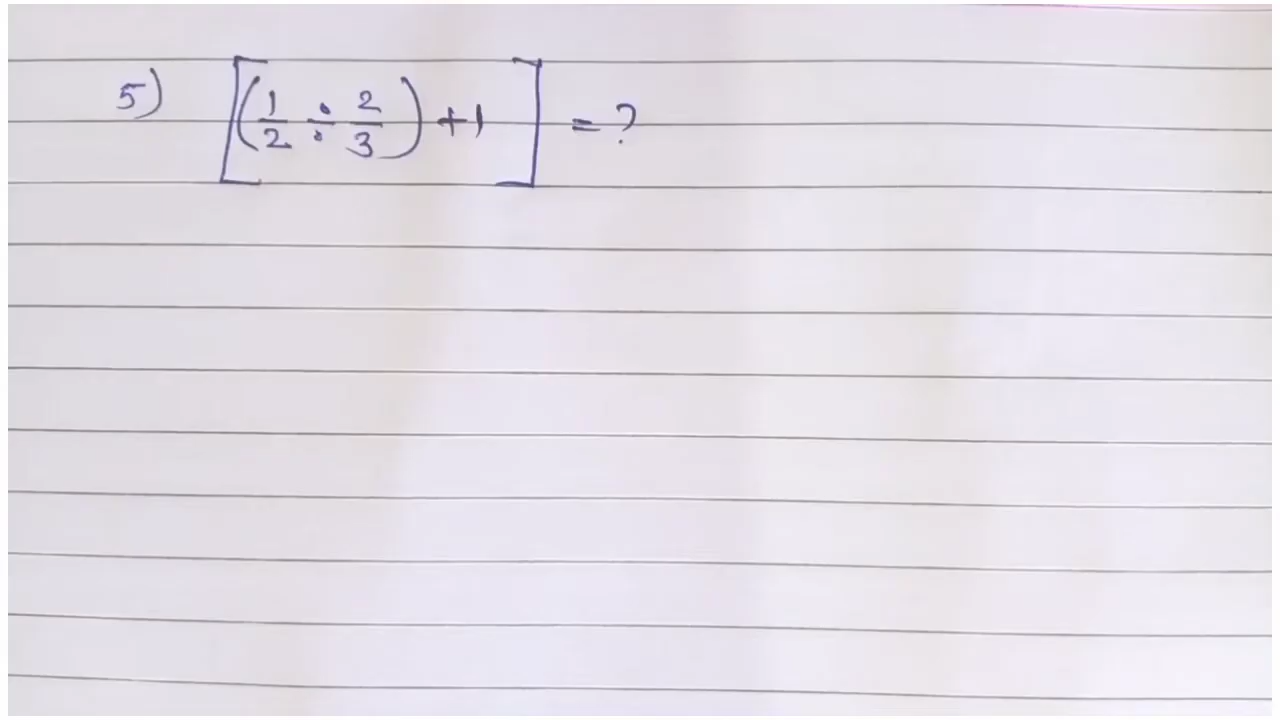 5) [(1/2 ÷ 2/3) + 1] = ?